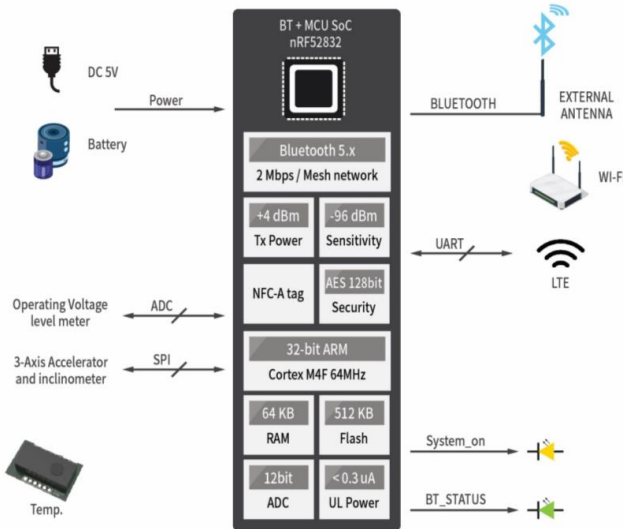 BT + MCU SoC
nRF52832
DC 5V
Power
Battery
BLUETOOTH
EXTERNAL
ANTENNA
Bluetooth 5.x
2 Mbps / Mesh network
WI-F
+4 dBm
Tx Power
-96 dBm
Sensitivity
UART
LTE
NFC-A tag
AES 128bit
Security
Operating Voltage
level meter
ADC
3-Axis Accelerator
and inclinometer
SPI
32-bit ARM
Cortex M4F 64MHz
64 KB
RAM
512 KB
Flash
System_on
12bit
ADC
< 0.3 uA
UL Power
BT_STATUS
Temp.